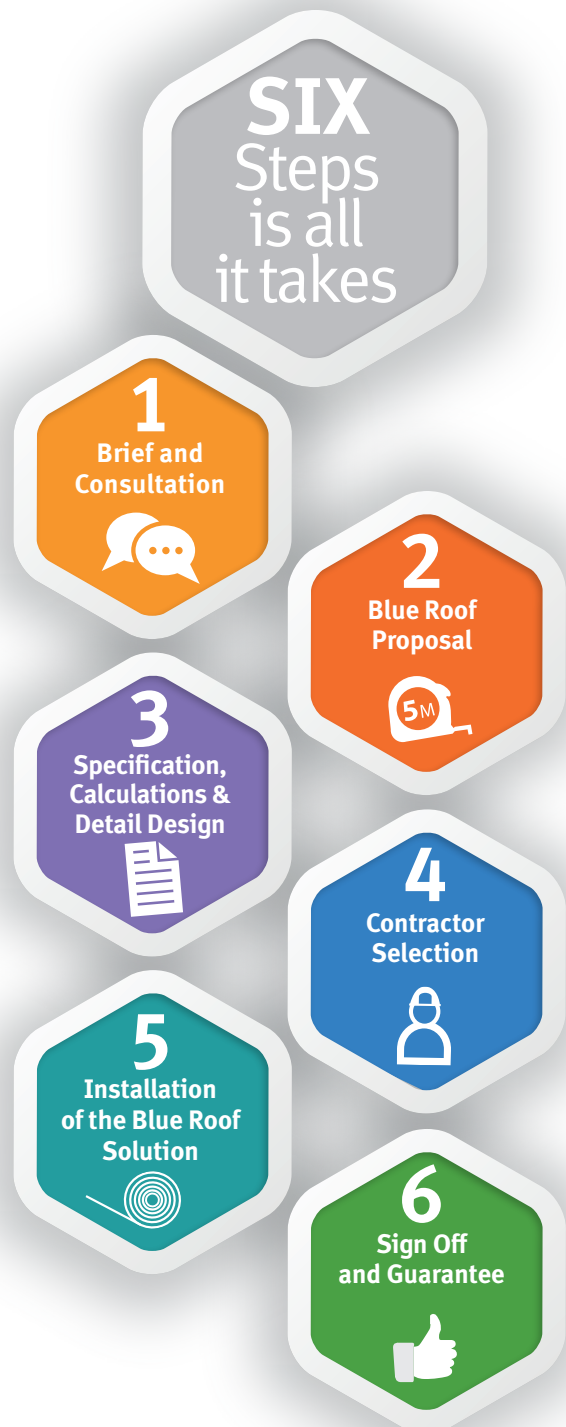 SIX
Steps
is all
it takes
1
Brief and
Consultation
2
Blue Roof
Proposal
5M
3
Specification,
Calculations &
Detail Design
4
Contractor
Selection
5
Installation
of the Blue Roof
Solution
6
Sign Off
and Guarantee